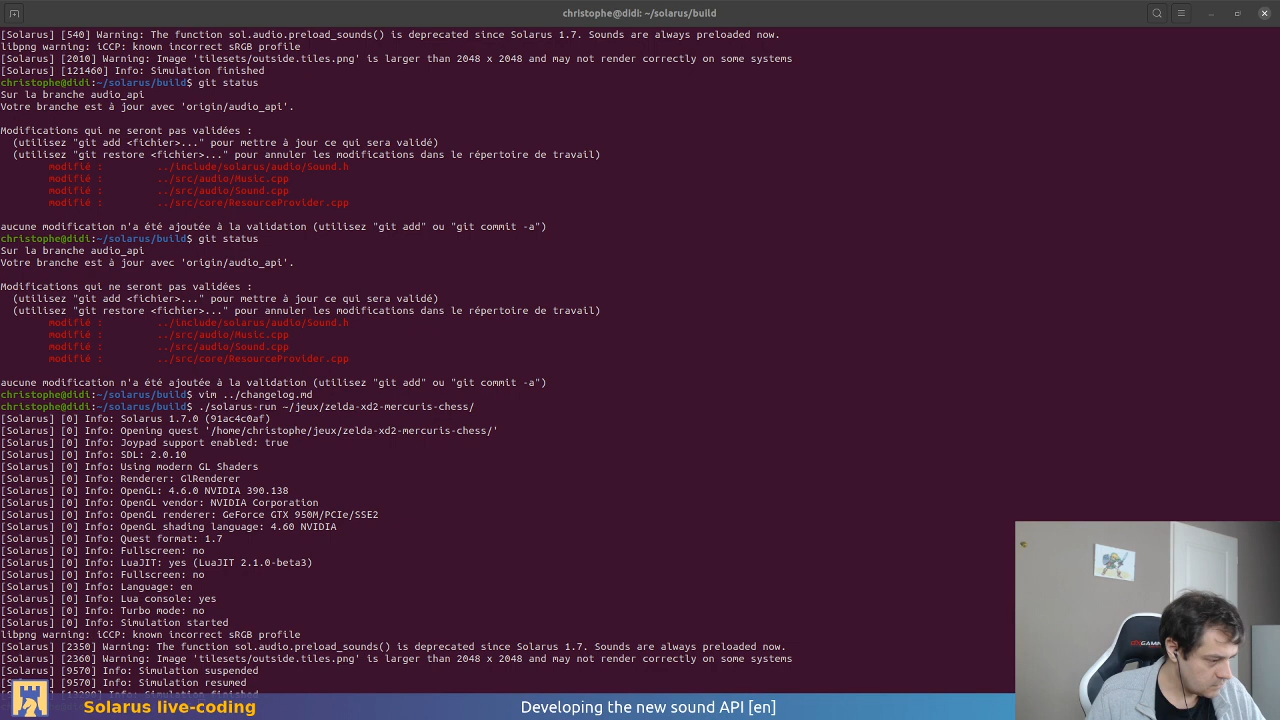 christophe@didi: ~/solarus/build
[Solarus] [540] Warning: The function sol.audio.preload_sounds() is deprecated since Solarus 1.7. Sounds are always preloaded now.
libpng warning: iCCP: known incorrect sRGB profile
[Solarus] [2010] Warning: Image 'tilesets/outside.tiles.png' is larger than 2048 x 2048 and may not render correctly on some systems
[Solarus] [121460] Info: Simulation finished
christophe@didi:~/solarus/build$ git status
Sur la branche audio_api
Votre branche est à jour avec 'origin/audio_api'.
Modifications qui ne seront pas validées :
(utilisez "git add <fichier>..." pour mettre à jour ce qui sera validé)
(utilisez "git restore <fichier>..." pour annuler les modifications dans le répertoire de travail)
modifié : ../include/solarus/audio/Sound.h
modifié : ../src/audio/Music.cpp
modifié : ../src/audio/Sound.cpp
modifié : ../src/core/ResourceProvider.cpp
aucune modification n'a été ajoutée à la validation (utilisez "git add" ou "git commit -a")
christophe@didi:~/solarus/build$ git status
Sur la branche audio_api
Votre branche est à jour avec 'origin/audio_api'.
Modifications qui ne seront pas validées :
(utilisez "git add <fichier>..." pour mettre à jour ce qui sera validé)
(utilisez "git restore <fichier>..." pour annuler les modifications dans le répertoire de travail)
modifié : ../include/solarus/audio/Sound.h
modifié : ../src/audio/Music.cpp
modifié : ../src/audio/Sound.cpp
modifié : ../src/core/ResourceProvider.cpp
aucune modification n'a été ajoutée à la validation (utilisez "git add" ou "git commit -a")
christophe@didi:~/solarus/build$ vim ../changelog.md
christophe@didi:~/solarus/build$ ./solarus-run ~/jeux/zelda-xd2-mercuris-chess/
[Solarus] [0] Info: Solarus 1.7.0 (91ac4c0af)
[Solarus] [0] Info: Opening quest '/home/christophe/jeux/zelda-xd2-mercuris-chess/'
[Solarus] [0] Info: Joypad support enabled: true
[Solarus] [0] Info: SDL: 2.0.10
[Solarus] [0] Info: Using modern GL Shaders
[Solarus] [0] Info: Renderer: GlRenderer
[Solarus] [0] Info: OpenGL: 4.6.0 NVIDIA 390.138
[Solarus] [0] Info: OpenGL vendor: NVIDIA Corporation
[Solarus] [0] Info: OpenGL renderer: GeForce GTX 950M/PCIe/SSE2
[Solarus] [0] Info: OpenGL shading language: 4.60 NVIDIA
[Solarus] [0] Info: Quest format: 1.7
[Solarus] [0] Info: Fullscreen: no
[Solarus] [0] Info: LuaJIT: yes (LuaJIT 2.1.0-beta3)
[Solarus] [0] Info: Fullscreen: no
[Solarus] [0] Info: Language: en
[Solarus] [0] Info: Lua console: yes
[Solarus] [0] Info: Turbo mode: no
[Solarus] [0] Info: Simulation started
libpng warning: iCCP: known incorrect sRGB profile
[Solarus] [2350] Warning: The function sol.audio.preload_sounds() is deprecated since Solarus 1.7. Sounds are always preloaded now.
[Solarus] [2360] Warning: Image 'tilesets/outside.tiles.png' is larger than 2048 x 2048 and may not render correctly on some systems
[Solarus] [9570] Info: Simulation suspended
[Solarus] [9570] Info: Simulation resumed
Info: Simulation finished
Solarus live-coding
Developing the new sound API [en]